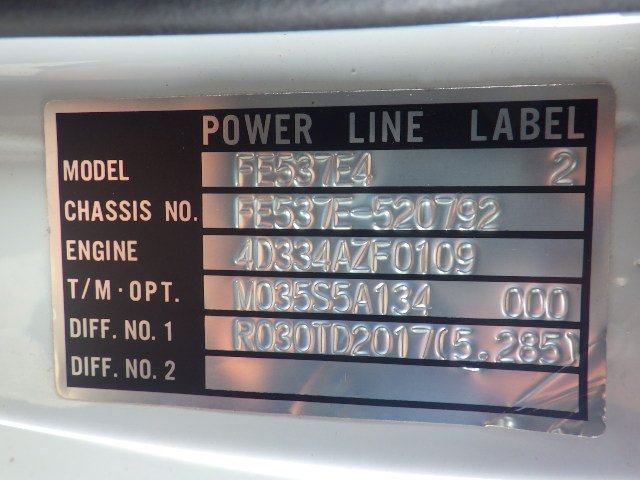 POWER LINE LABEL
MODEL FE537E4 2
CHASSIS NO. FE537E-520792
ENGINE 4D334AZF0109
T/M·OPT. M035S5A134 000
DIFF. NO. 1 R030TD2017(5.285)
DIFF. NO. 2